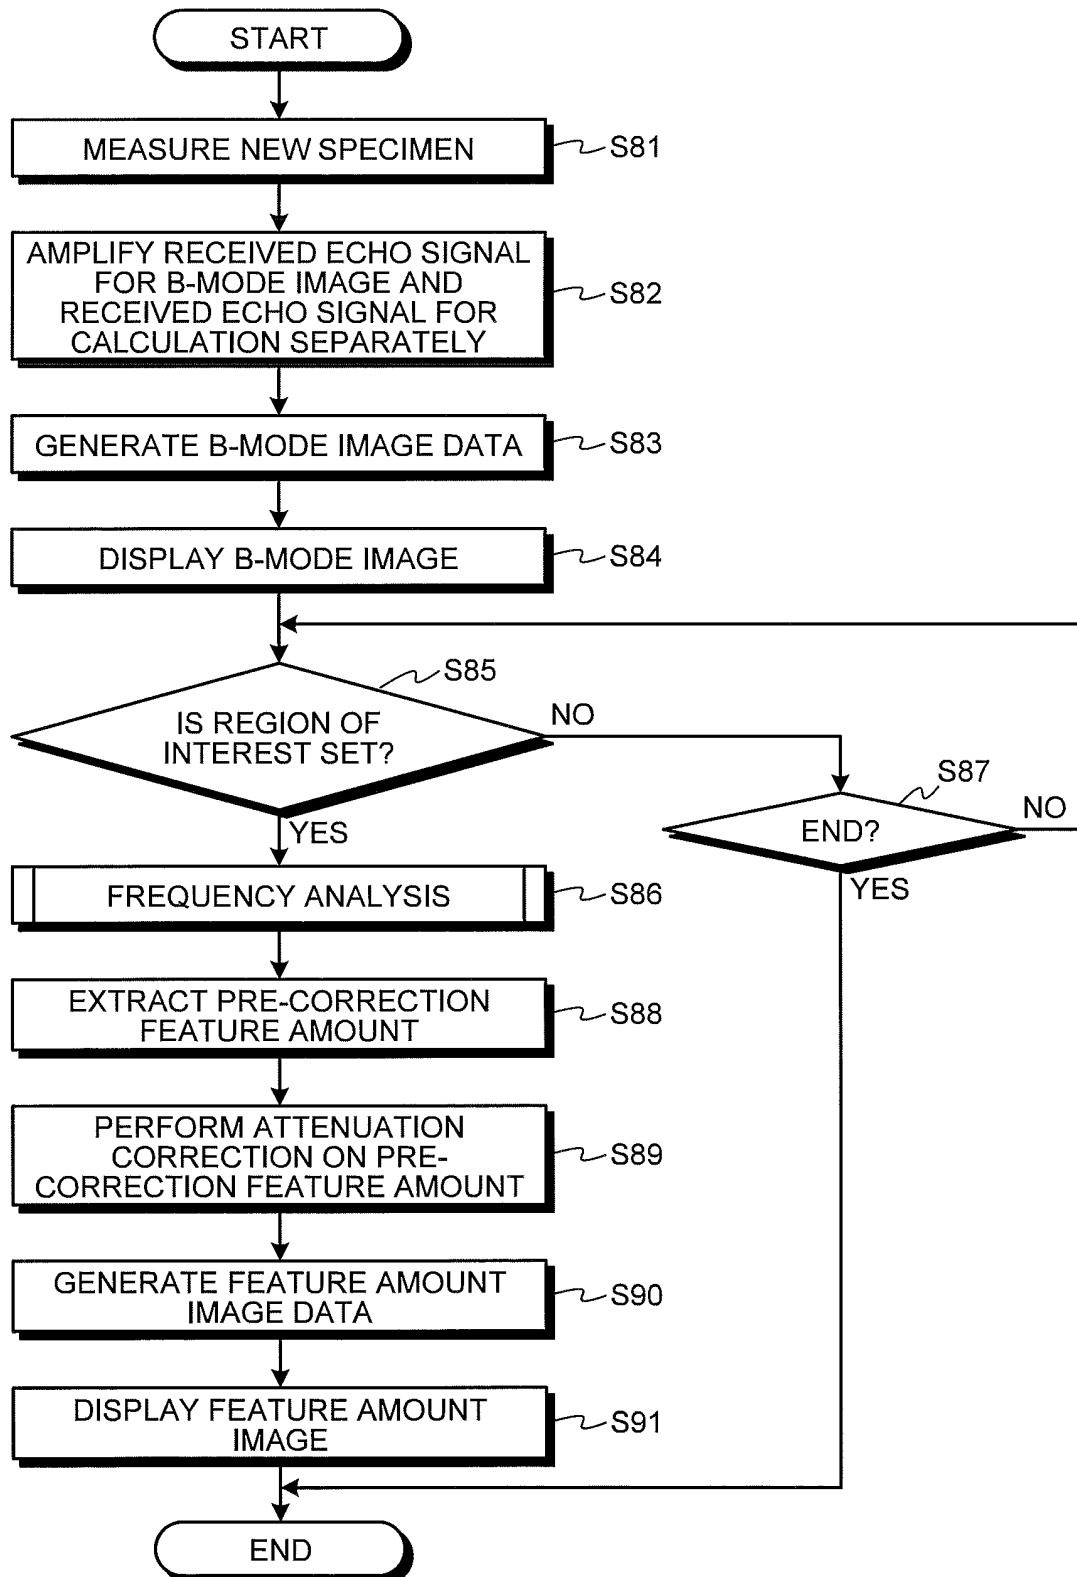 START
MEASURE NEW SPECIMEN
S81
AMPLIFY RECEIVED ECHO SIGNAL
FOR B-MODE IMAGE AND
RECEIVED ECHO SIGNAL FOR
CALCULATION SEPARATELY
S82
GENERATE B-MODE IMAGE DATA
S83
DISPLAY B-MODE IMAGE
S84
S85
IS REGION OF
INTEREST SET?
NO
YES
S87
END?
NO
YES
FREQUENCY ANALYSIS
S86
EXTRACT PRE-CORRECTION
FEATURE AMOUNT
S88
PERFORM ATTENUATION
CORRECTION ON PRE-
CORRECTION FEATURE AMOUNT
S89
GENERATE FEATURE AMOUNT
IMAGE DATA
S90
DISPLAY FEATURE AMOUNT
IMAGE
S91
END